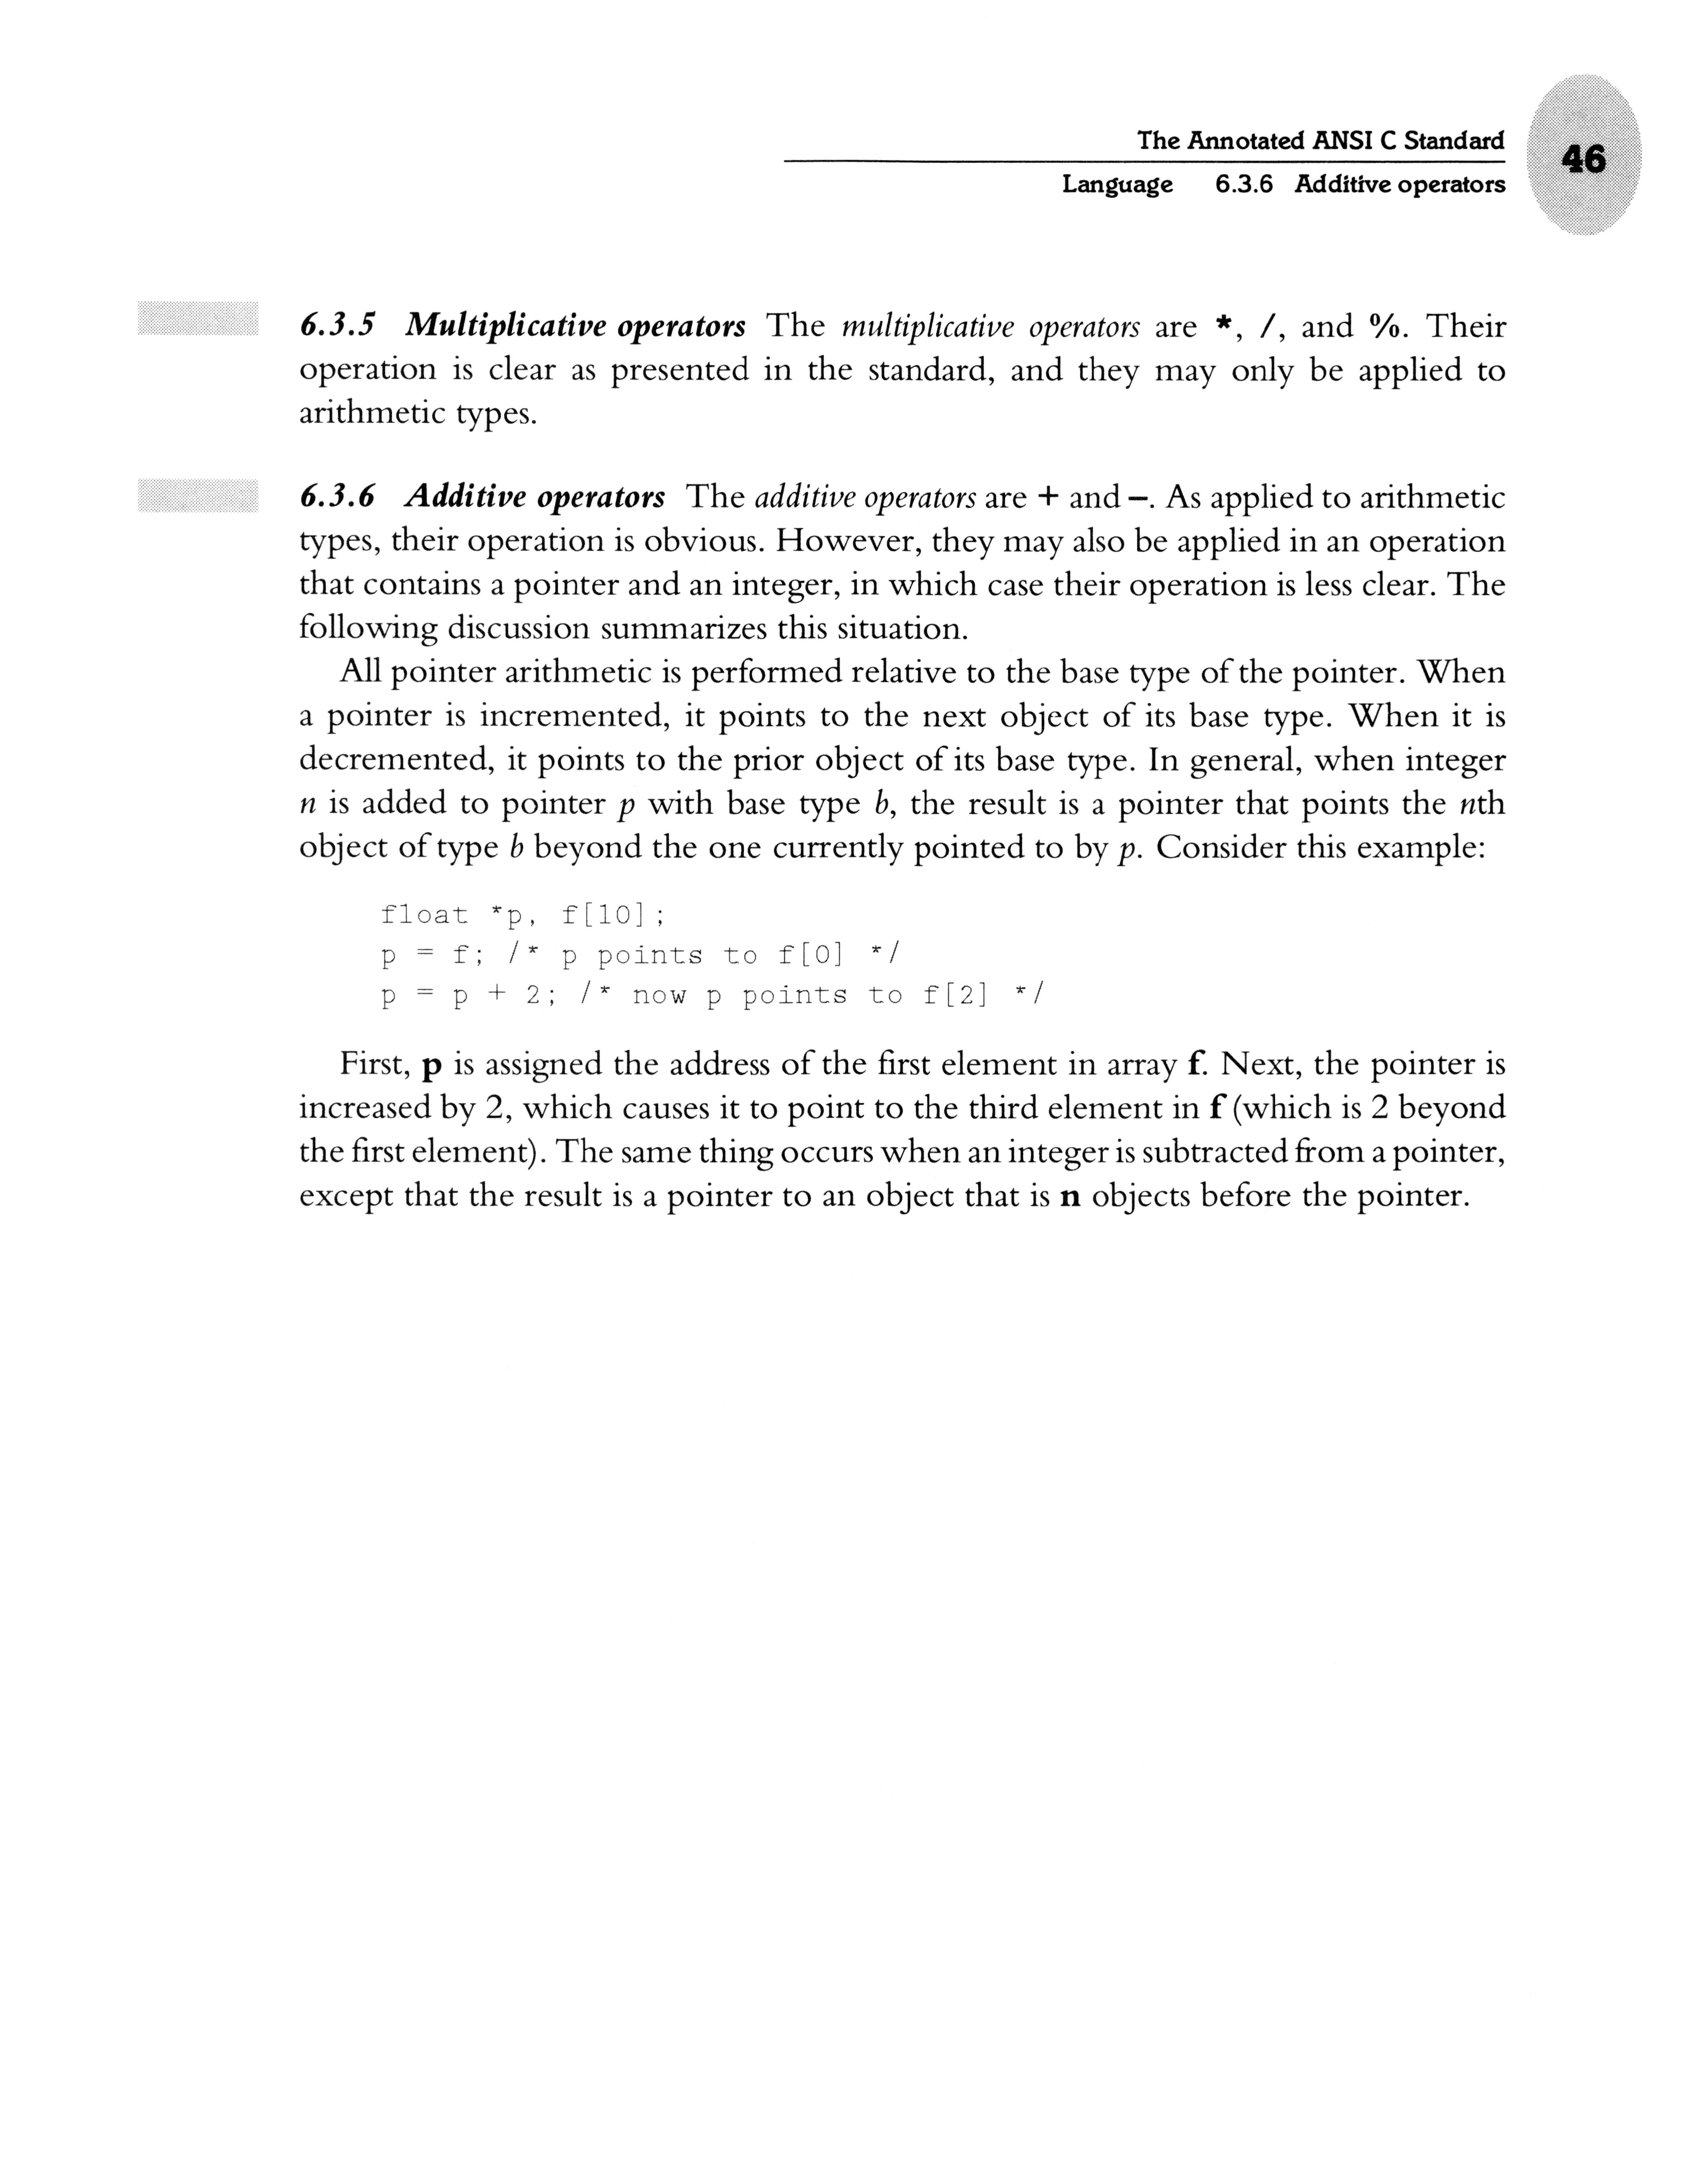 The Annotated ANSI C Standard
46
Language 6.3.6 Additive operators
6.3.5 Multiplicative operators The multiplicative operators are *, /, and %. Their
operation is clear as presented in the standard, and they may only be applied to
arithmetic types.
6.3.6 Additive operators The additive operators are + and –. As applied to arithmetic
types, their operation is obvious. However, they may also be applied in an operation
that contains a pointer and an integer, in which case their operation is less clear. The
following discussion summarizes this situation.
All pointer arithmetic is performed relative to the base type of the pointer. When
a pointer is incremented, it points to the next object of its base type. When it is
decremented, it points to the prior object of its base type. In general, when integer
n is added to pointer p with base type b, the result is a pointer that points the nth
object of type b beyond the one currently pointed to by p. Consider this example:
float *p, f[10];
p = f; /* p points to f[0] */
p = p + 2; /* now p points to f[2] */
First, p is assigned the address of the first element in array f. Next, the pointer is
increased by 2, which causes it to point to the third element in f (which is 2 beyond
the first element). The same thing occurs when an integer is subtracted from a pointer,
except that the result is a pointer to an object that is n objects before the pointer.